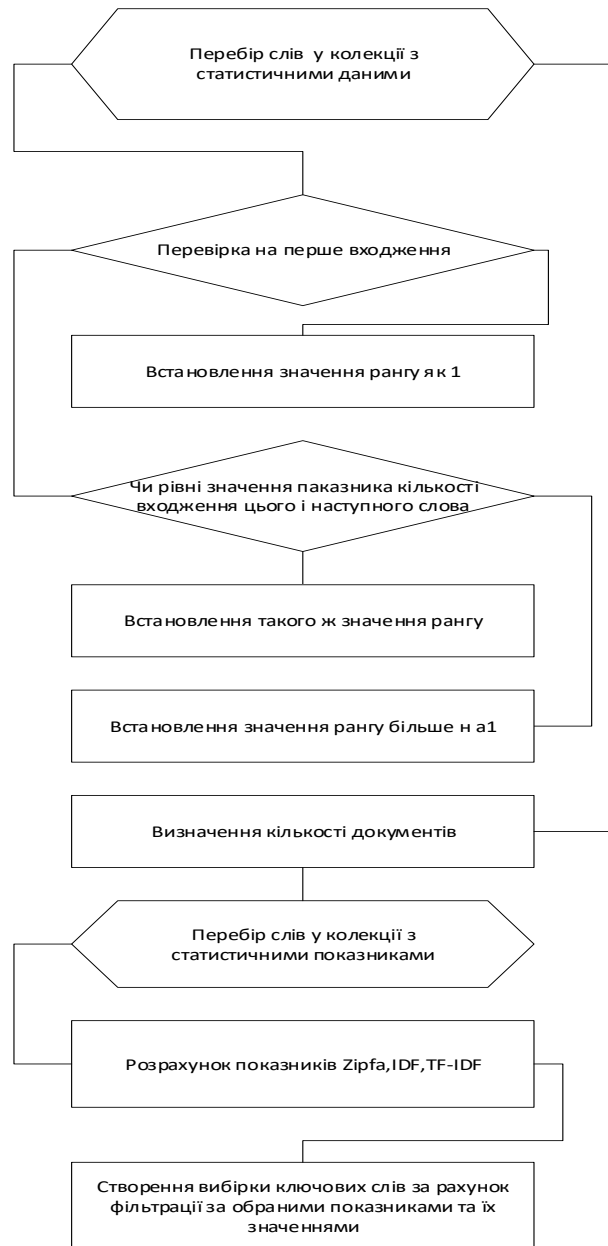 Перебір слів у колекції з
статистичними даними
Перевірка на перше входження
Встановлення значення рангу як 1
Чи рівні значення паказника кількості
входження цього і наступного слова
Встановлення такого ж значення рангу
Встановлення значення рангу більше н а1
Визначення кількості документів
Перебір слів у колекції з
статистичними показниками
Розрахунок показників Zipfa,IDF,TF-IDF
Створення вибірки ключових слів за рахунок
фільтрації за обраними показниками та їх
значеннями